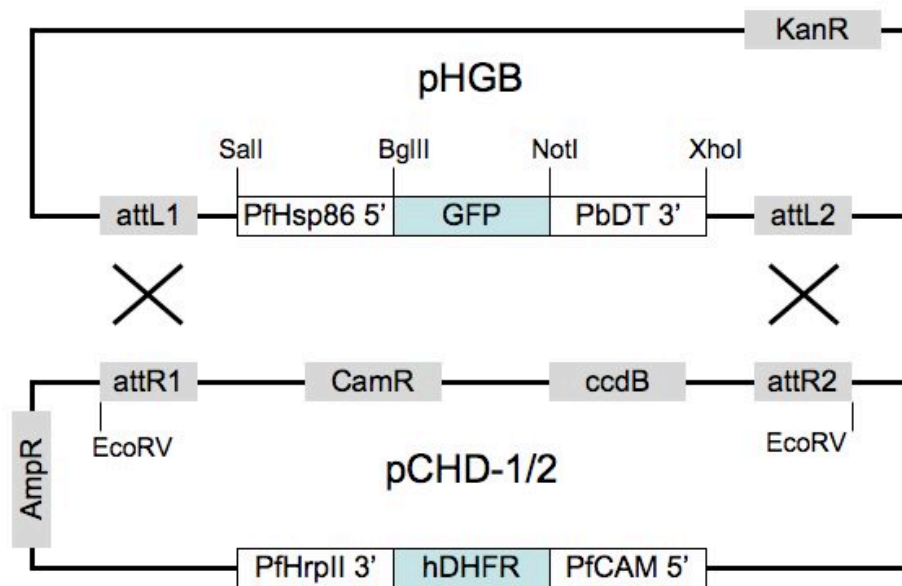 KanR
pHGB
SalI BglII NotI XhoI
attL1 PfHsp86 5’ GFP PbDT 3’ attL2
attR1 CamR ccdB attR2
EcoRV EcoRV
AmpR
pCHD-1/2
PfHrpII 3’ hDHFR PfCAM 5’